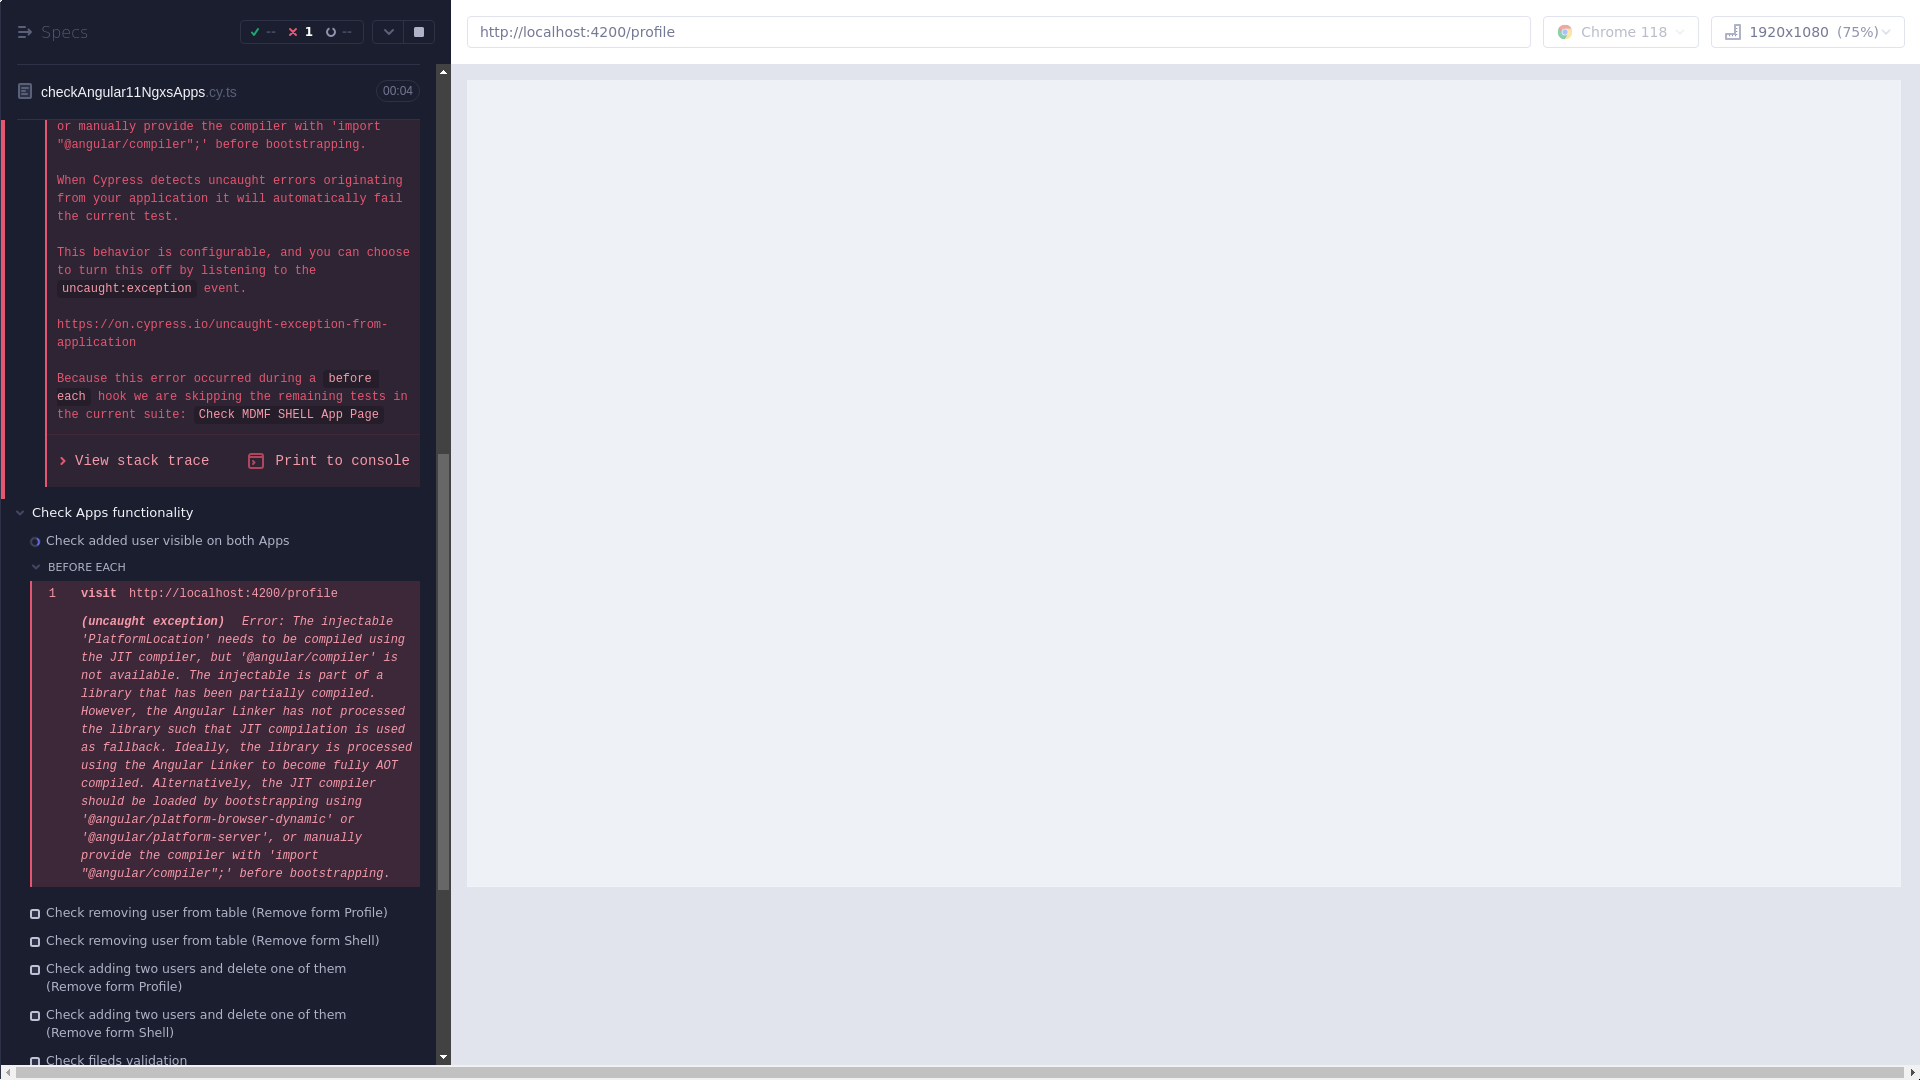 Specs
-- 1 --
http://localhost:4200/profile
Chrome 118
1920x1080 (75%)
checkAngular11NgxsApps.cy.ts
00:04
or manually provide the compiler with 'import
"@angular/compiler";' before bootstrapping.
When Cypress detects uncaught errors originating
from your application it will automatically fail
the current test.
This behavior is configurable, and you can choose
to turn this off by listening to the
uncaught:exception event.
https://on.cypress.io/uncaught-exception-from-
application
Because this error occurred during a before
each hook we are skipping the remaining tests in
the current suite: Check MDMF SHELL App Page
View stack trace
Print to console
Check Apps functionality
Check added user visible on both Apps
BEFORE EACH
1 visit http://localhost:4200/profile
(uncaught exception) Error: The injectable
'PlatformLocation' needs to be compiled using
the JIT compiler, but '@angular/compiler' is
not available. The injectable is part of a
library that has been partially compiled.
However, the Angular Linker has not processed
the library such that JIT compilation is used
as fallback. Ideally, the library is processed
using the Angular Linker to become fully AOT
compiled. Alternatively, the JIT compiler
should be loaded by bootstrapping using
'@angular/platform-browser-dynamic' or
'@angular/platform-server', or manually
provide the compiler with 'import
"@angular/compiler";' before bootstrapping.
Check removing user from table (Remove form Profile)
Check removing user from table (Remove form Shell)
Check adding two users and delete one of them
(Remove form Profile)
Check adding two users and delete one of them
(Remove form Shell)
Check fileds validation